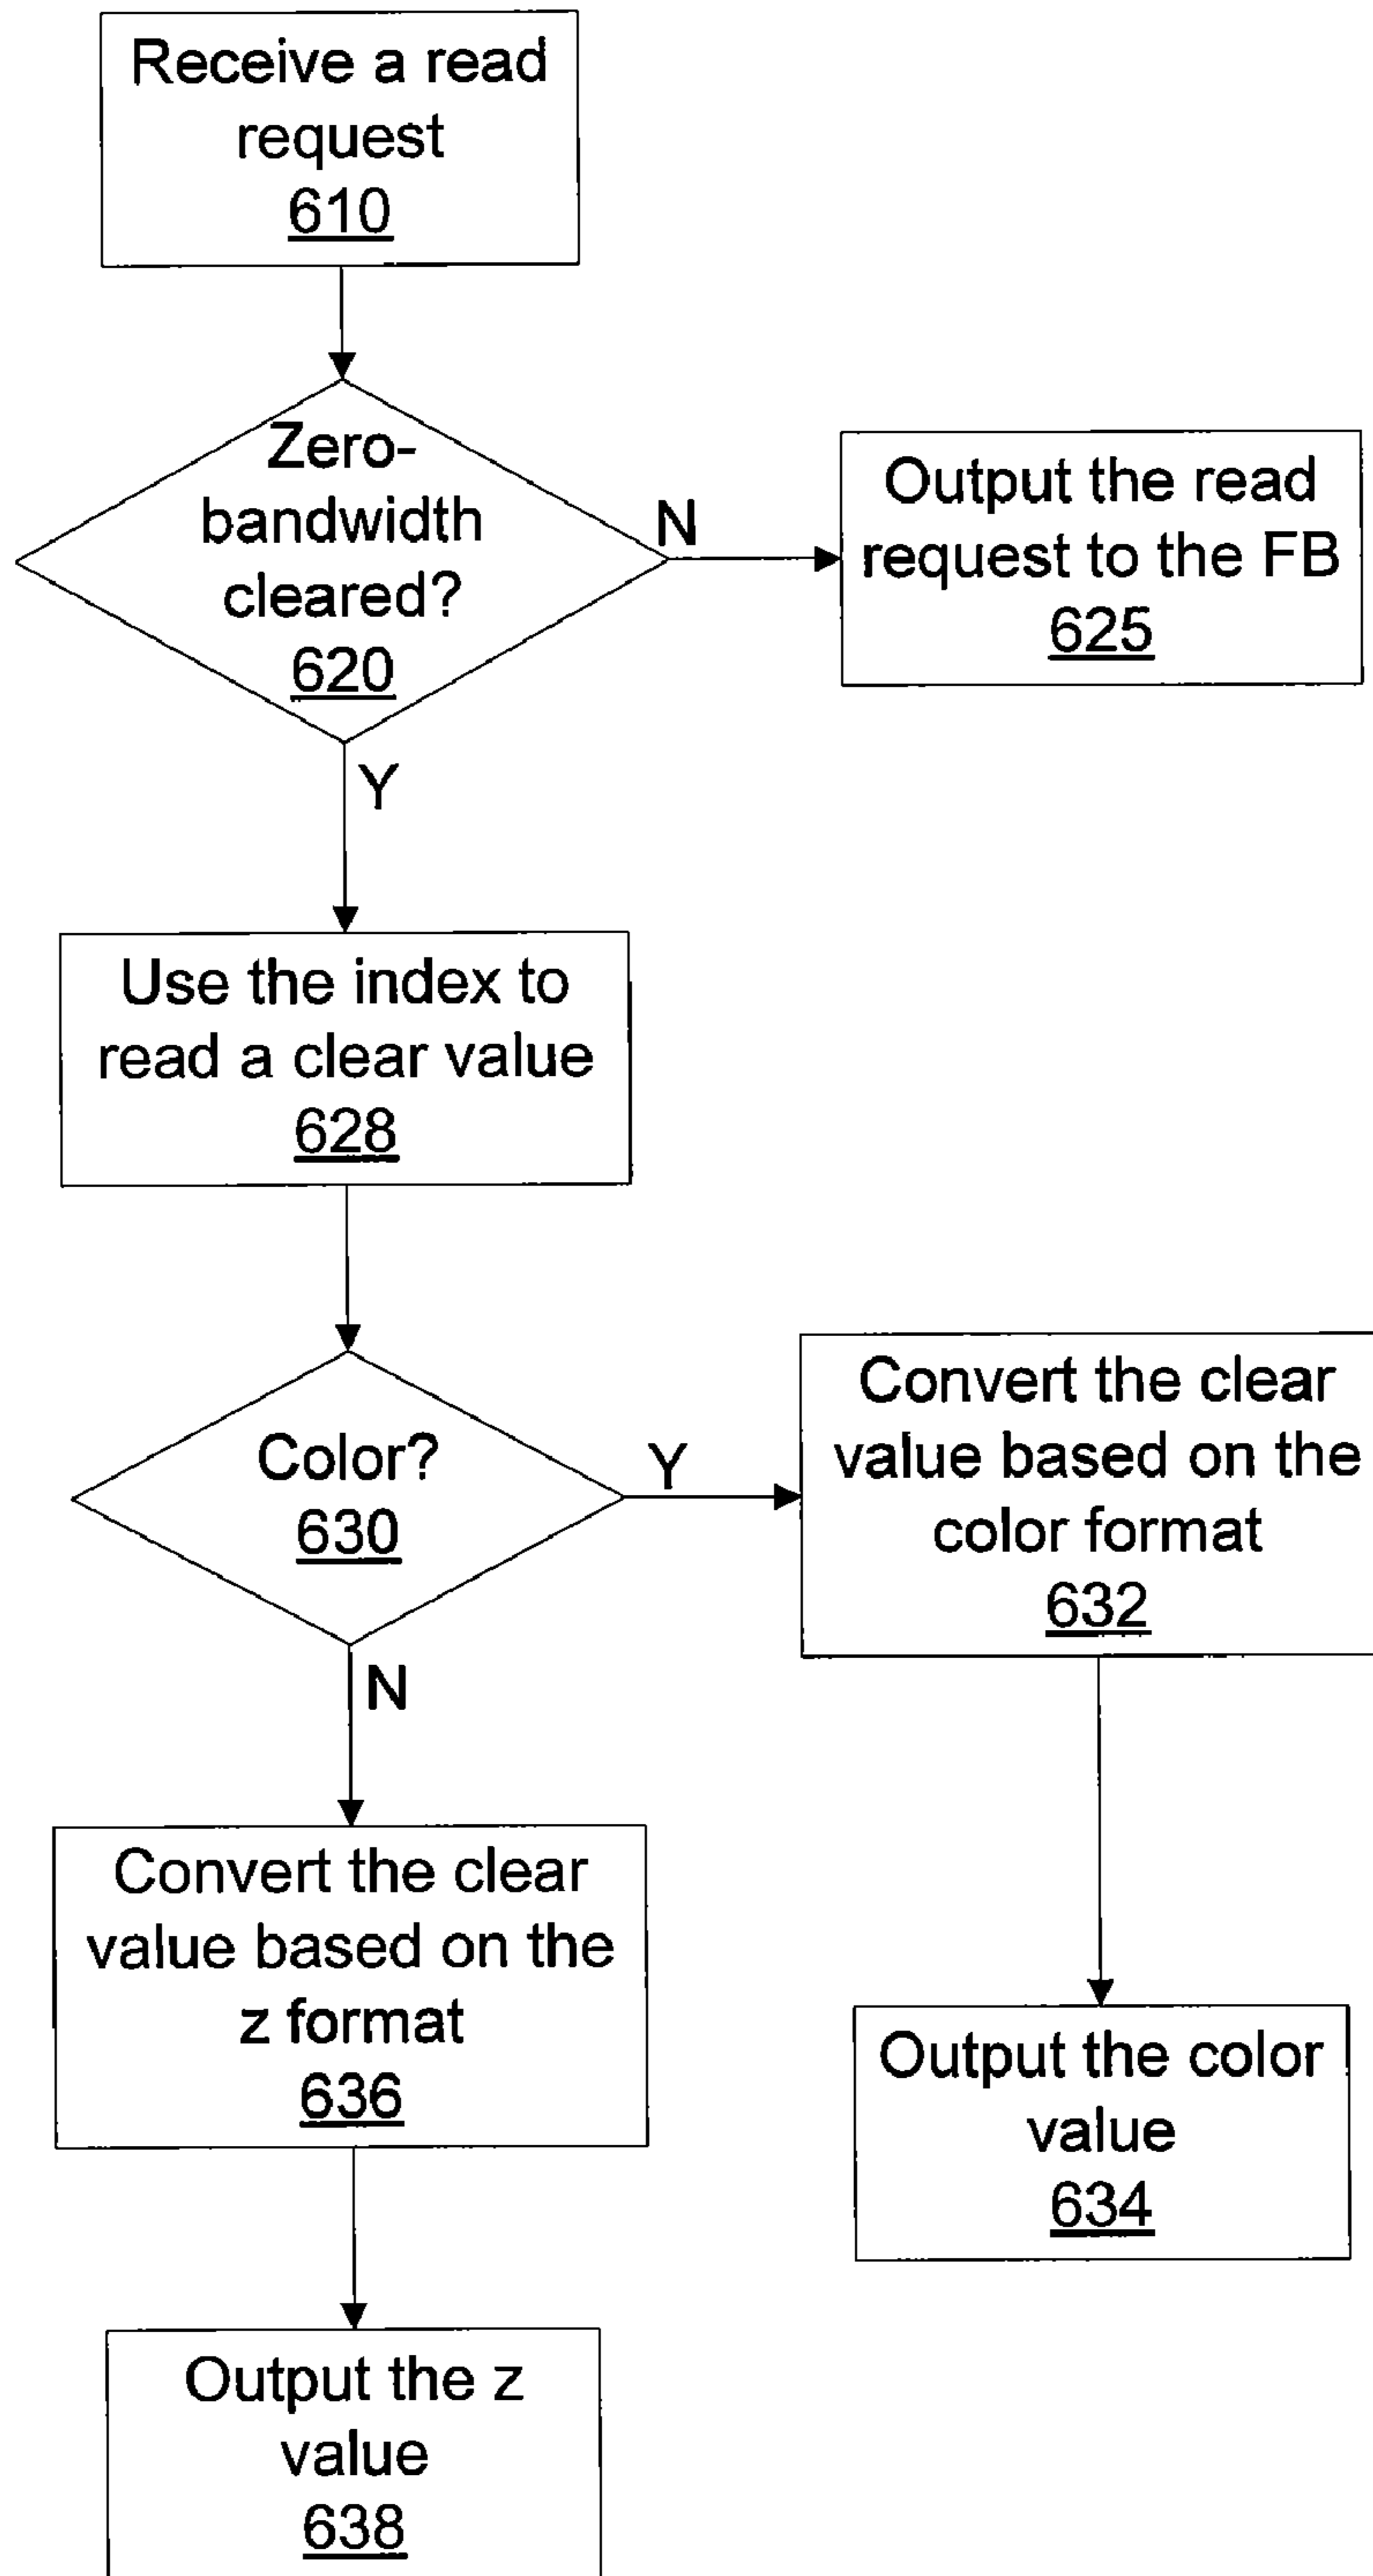 Receive a read
request
610
Zero-
bandwidth
cleared?
620
N
Output the read
request to the FB
625
Y
Use the index to
read a clear value
628
Color?
630
Y
Convert the clear
value based on the
color format
632
N
Convert the clear
value based on the
z format
636
Output the color
value
634
Output the z
value
638